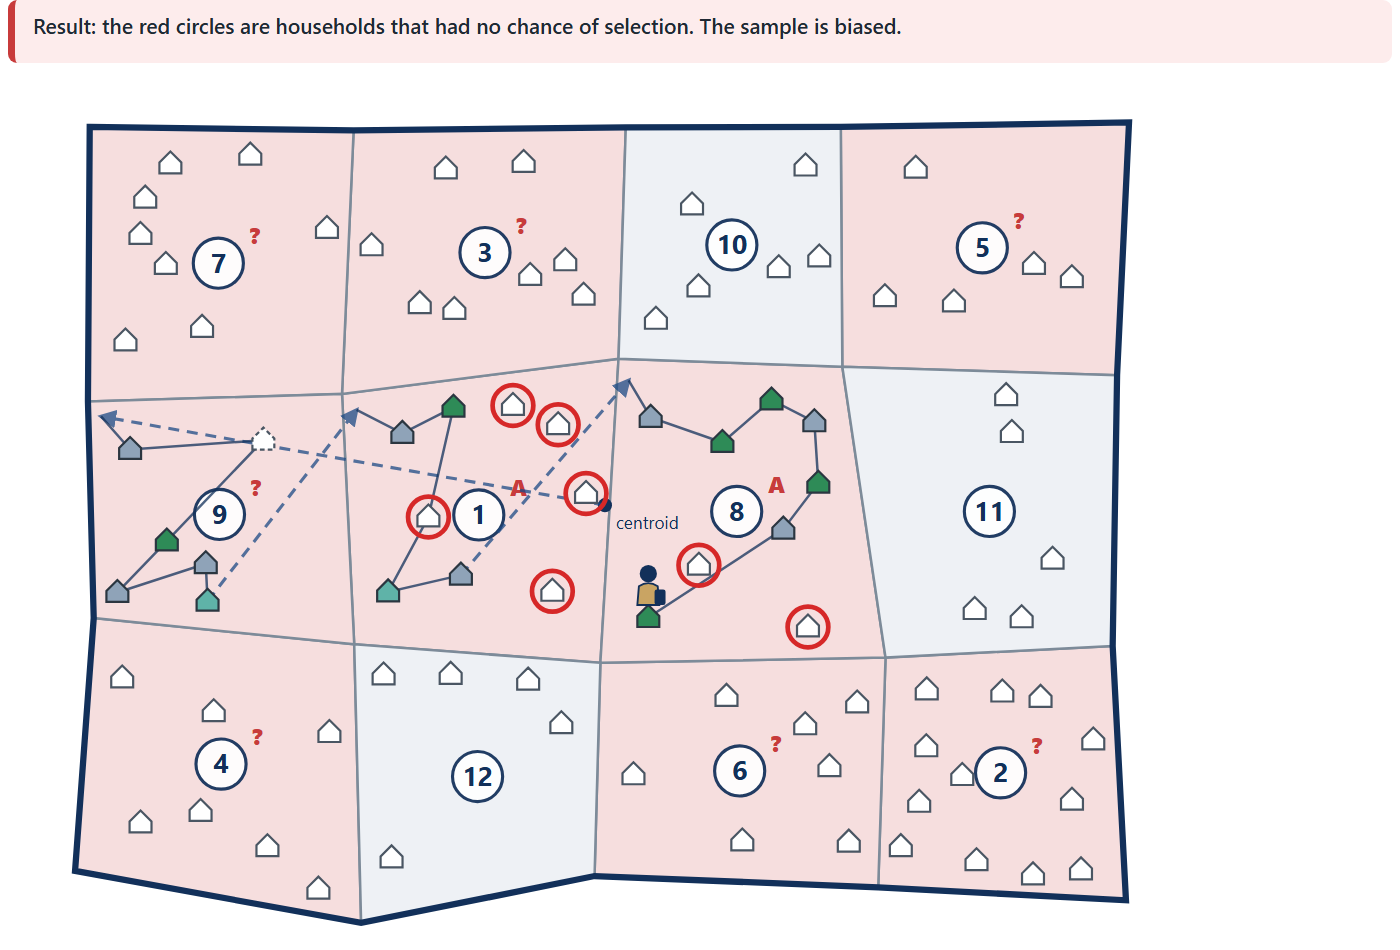 Result: the red circles are households that had no chance of selection. The sample is biased.
7 ?
3 ?
10
5 ?
9 ?
1 A
centroid
8 A
11
4 ?
12
6 ?
2 ?